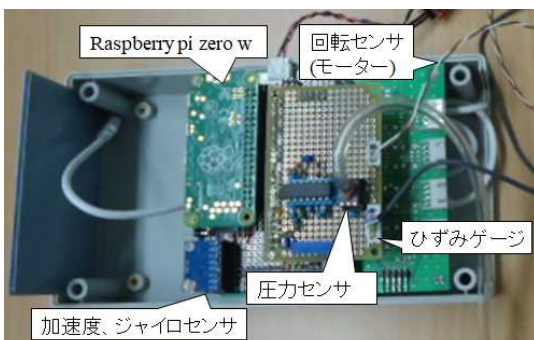 Raspberry pi zero w
回転センサ
(モーター)
ひずみゲージ
圧力センサ
加速度、ジャイロセンサ